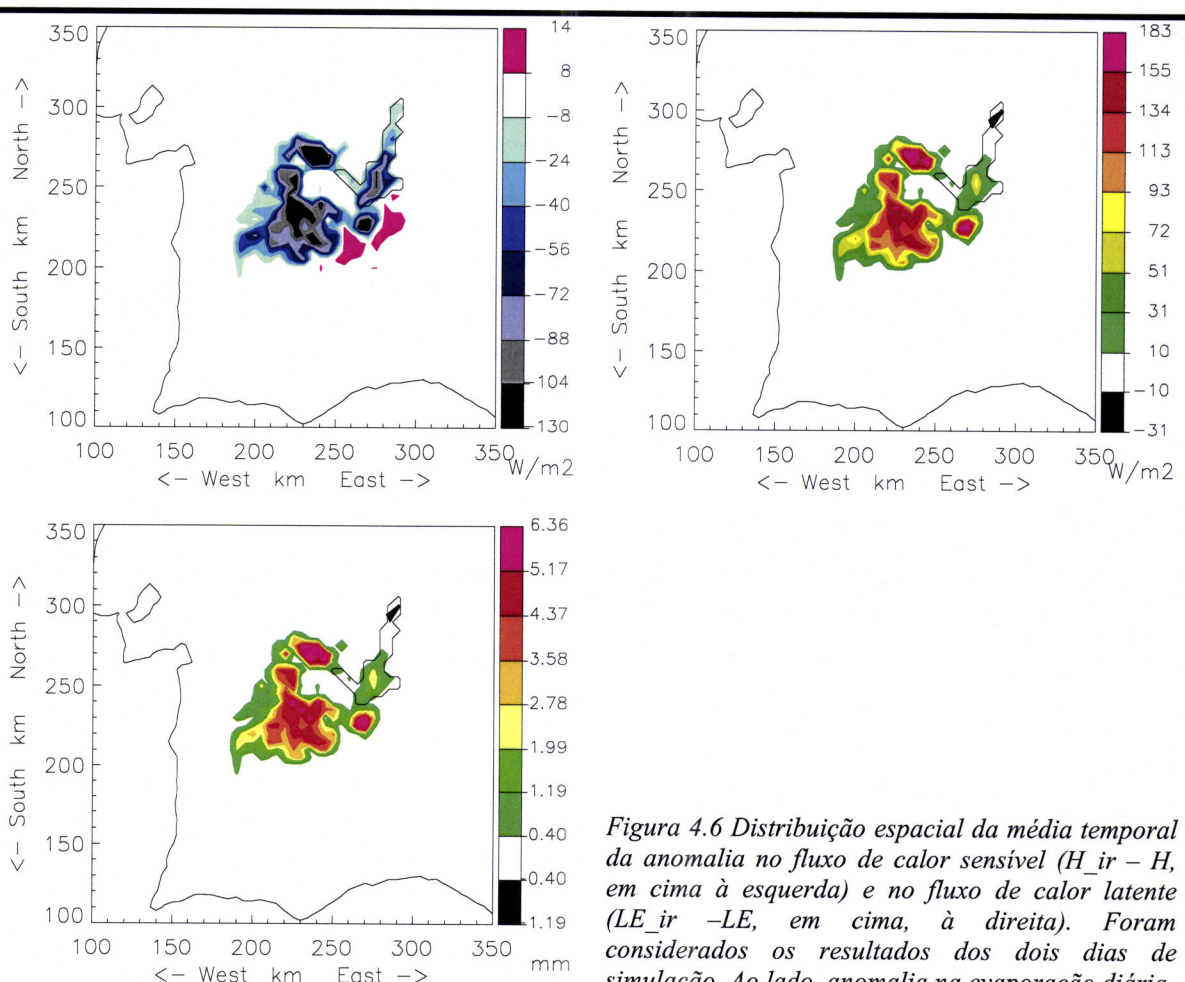 350
300
250
200
150
100
<− South km North −>
100 150 200 250 300 350
<− West km East −>
14
8
−8
−24
−40
−56
−72
−88
−104
−130
W/m2
350
300
250
200
150
100
<− South km North −>
100 150 200 250 300 350
<− West km East −>
183
155
134
113
93
72
51
31
10
−10
−31
W/m2
350
300
250
200
150
100
<− South km North −>
100 150 200 250 300 350
<− West km East −>
6.36
5.17
4.37
3.58
2.78
1.99
1.19
0.40
−0.40
−1.19
mm
Figura 4.6 Distribuição espacial da média temporal
da anomalia no fluxo de calor sensível (H_ir – H,
em cima à esquerda) e no fluxo de calor latente
(LE_ir –LE, em cima, à direita). Foram
considerados os resultados dos dois dias de
simulação. Ao lado, anomalia na evaporação diária